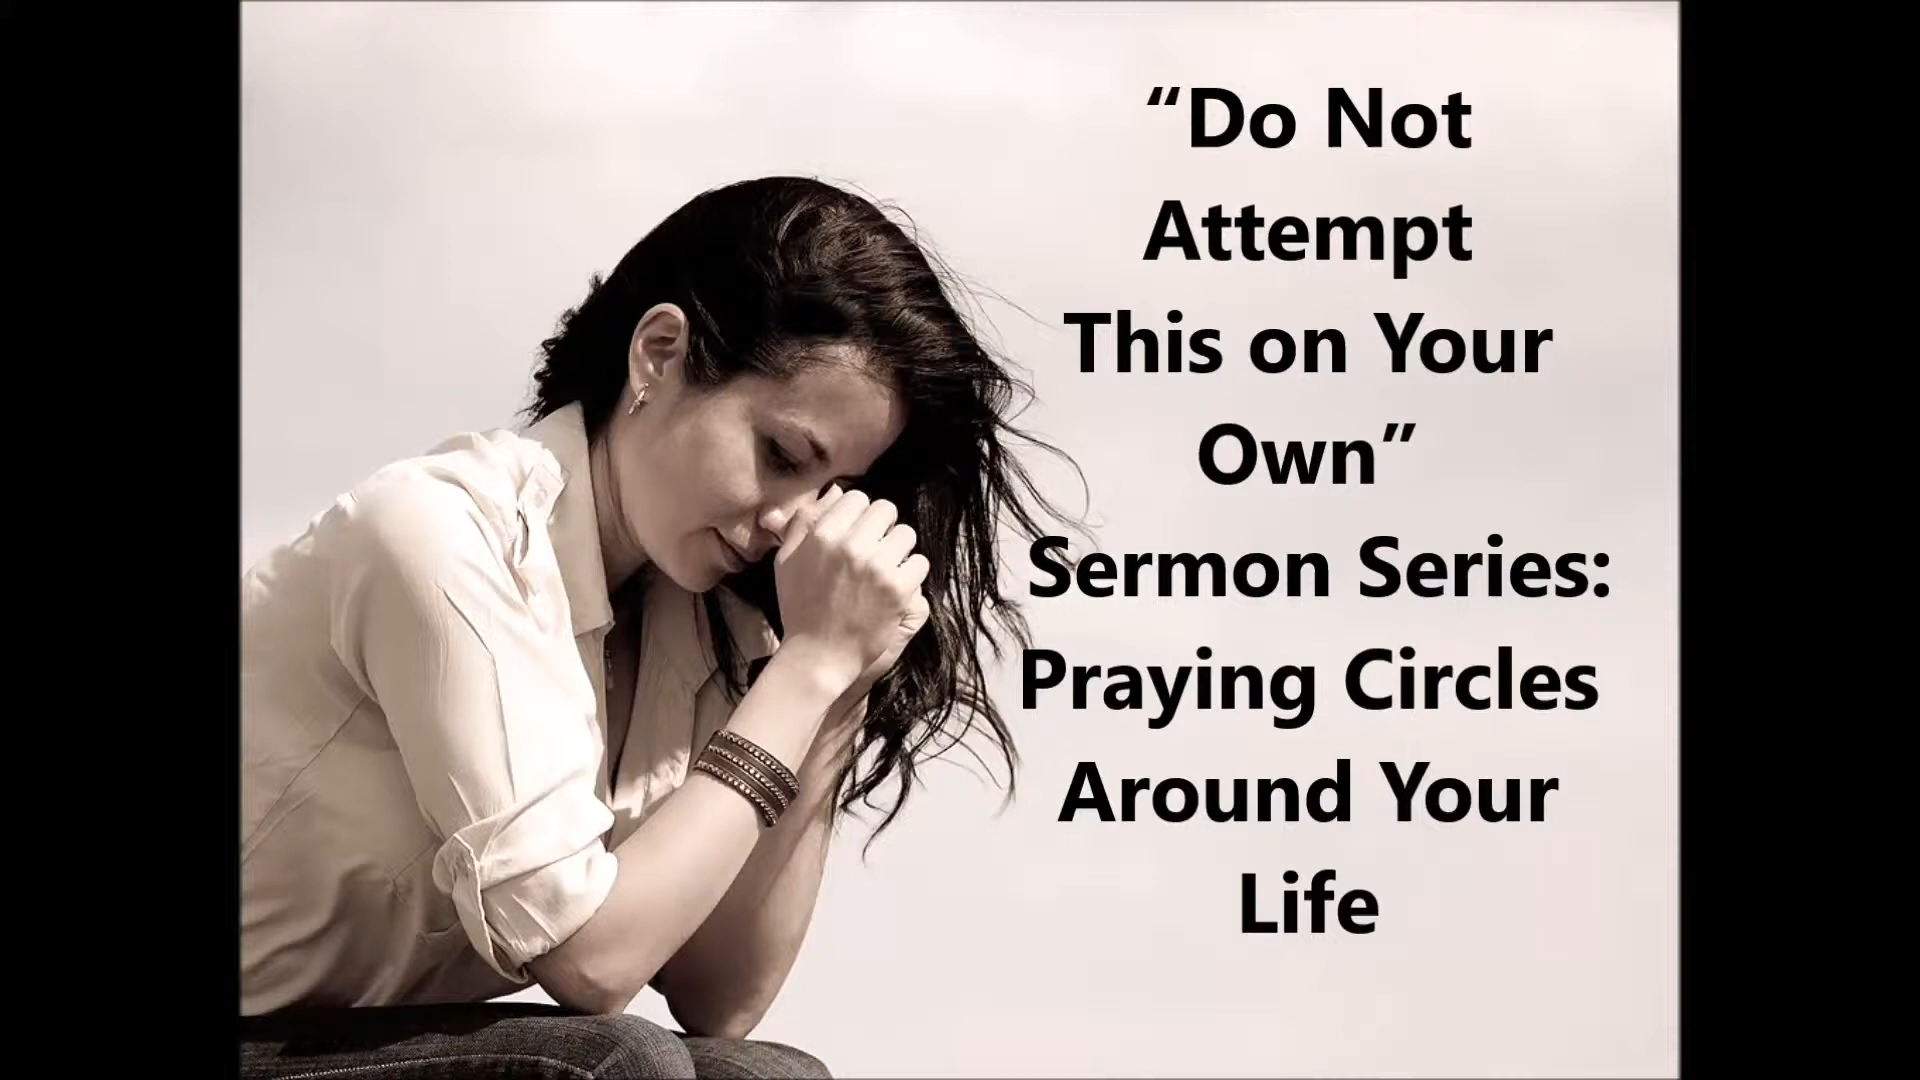 “Do Not
Attempt
This on Your
Own”
Sermon Series:
Praying Circles
Around Your
Life